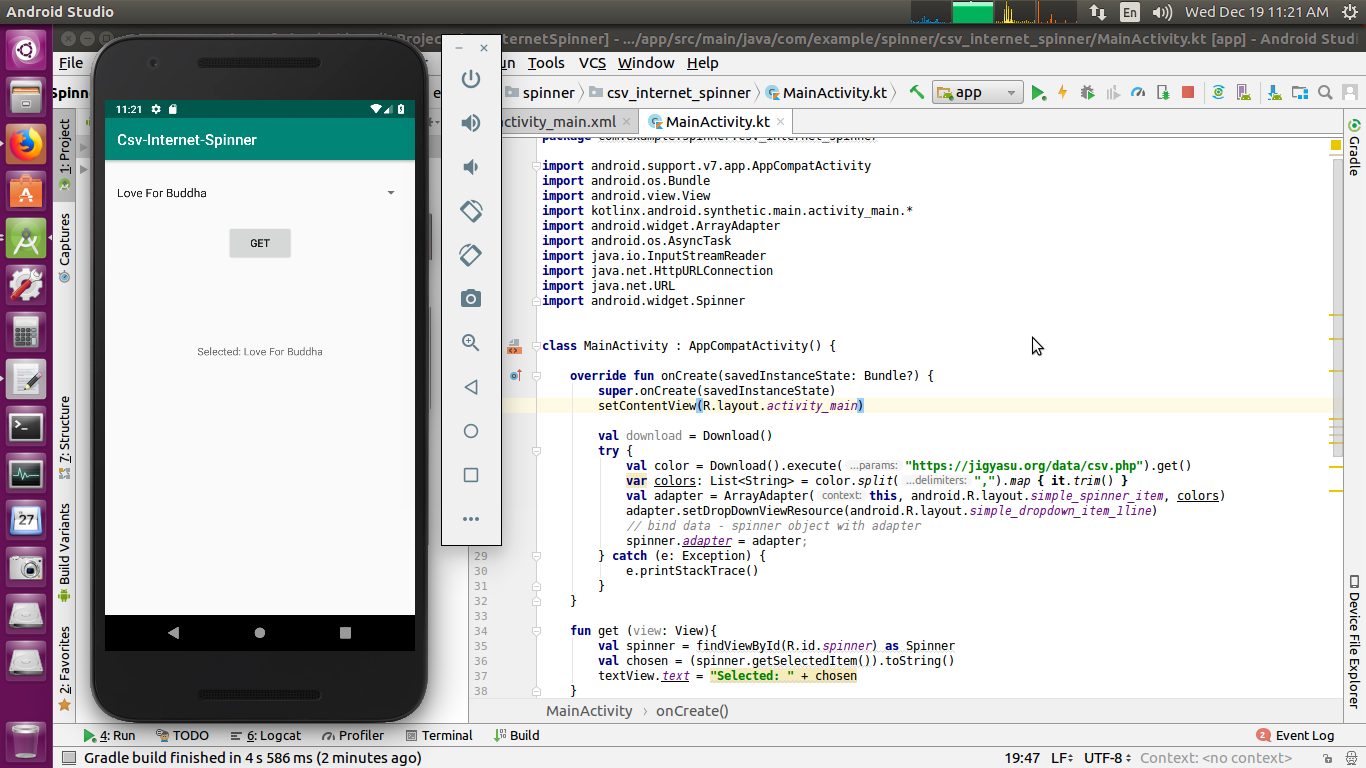 Android Studio
En
Wed Dec 19 11:21 AM
nternetSpinner] - .../app/src/main/java/com/example/spinner/csv_internet_spinner/MainActivity.kt [app] - Android Studi
File
un Tools VCS Window Help
Spinn
spinner
csv_internet_spinner
MainActivity.kt
app
ctivity_main.xml
MainActivity.kt
1: Project
Captures
7: Structure
Build Variants
2: Favorites
27
11:21
Csv-Internet-Spinner
Love For Buddha
GET
Selected: Love For Buddha
package com.example.spinner.csv_internet_spinner
import android.support.v7.app.AppCompatActivity
import android.os.Bundle
import android.view.View
import kotlinx.android.synthetic.main.activity_main.*
import android.widget.ArrayAdapter
import android.os.AsyncTask
import java.io.InputStreamReader
import java.net.HttpURLConnection
import java.net.URL
import android.widget.Spinner
class MainActivity : AppCompatActivity() {
override fun onCreate(savedInstanceState: Bundle?) {
super.onCreate(savedInstanceState)
setContentView(R.layout.activity_main)
val download = Download()
try {
val color = Download().execute( ...params: "https://jigyasu.org/data/csv.php").get()
var colors: List<String> = color.split( ...delimiters: ",").map { it.trim() }
val adapter = ArrayAdapter( context: this, android.R.layout.simple_spinner_item, colors)
adapter.setDropDownViewResource(android.R.layout.simple_dropdown_item_1line)
// bind data - spinner object with adapter
spinner.adapter = adapter;
29 } catch (e: Exception) {
30 e.printStackTrace()
31 }
32 }
33
34 fun get (view: View){
35 val spinner = findViewById(R.id.spinner) as Spinner
36 val chosen = (spinner.getSelectedItem()).toString()
37 textView.text = "Selected: " + chosen
38 }
MainActivity
onCreate()
Gradle
Device File Explorer
4: Run
TODO
6: Logcat
Profiler
Terminal
Build
2 Event Log
Gradle build finished in 4 s 586 ms (2 minutes ago)
19:47
LF
UTF-8
Context: <no context>